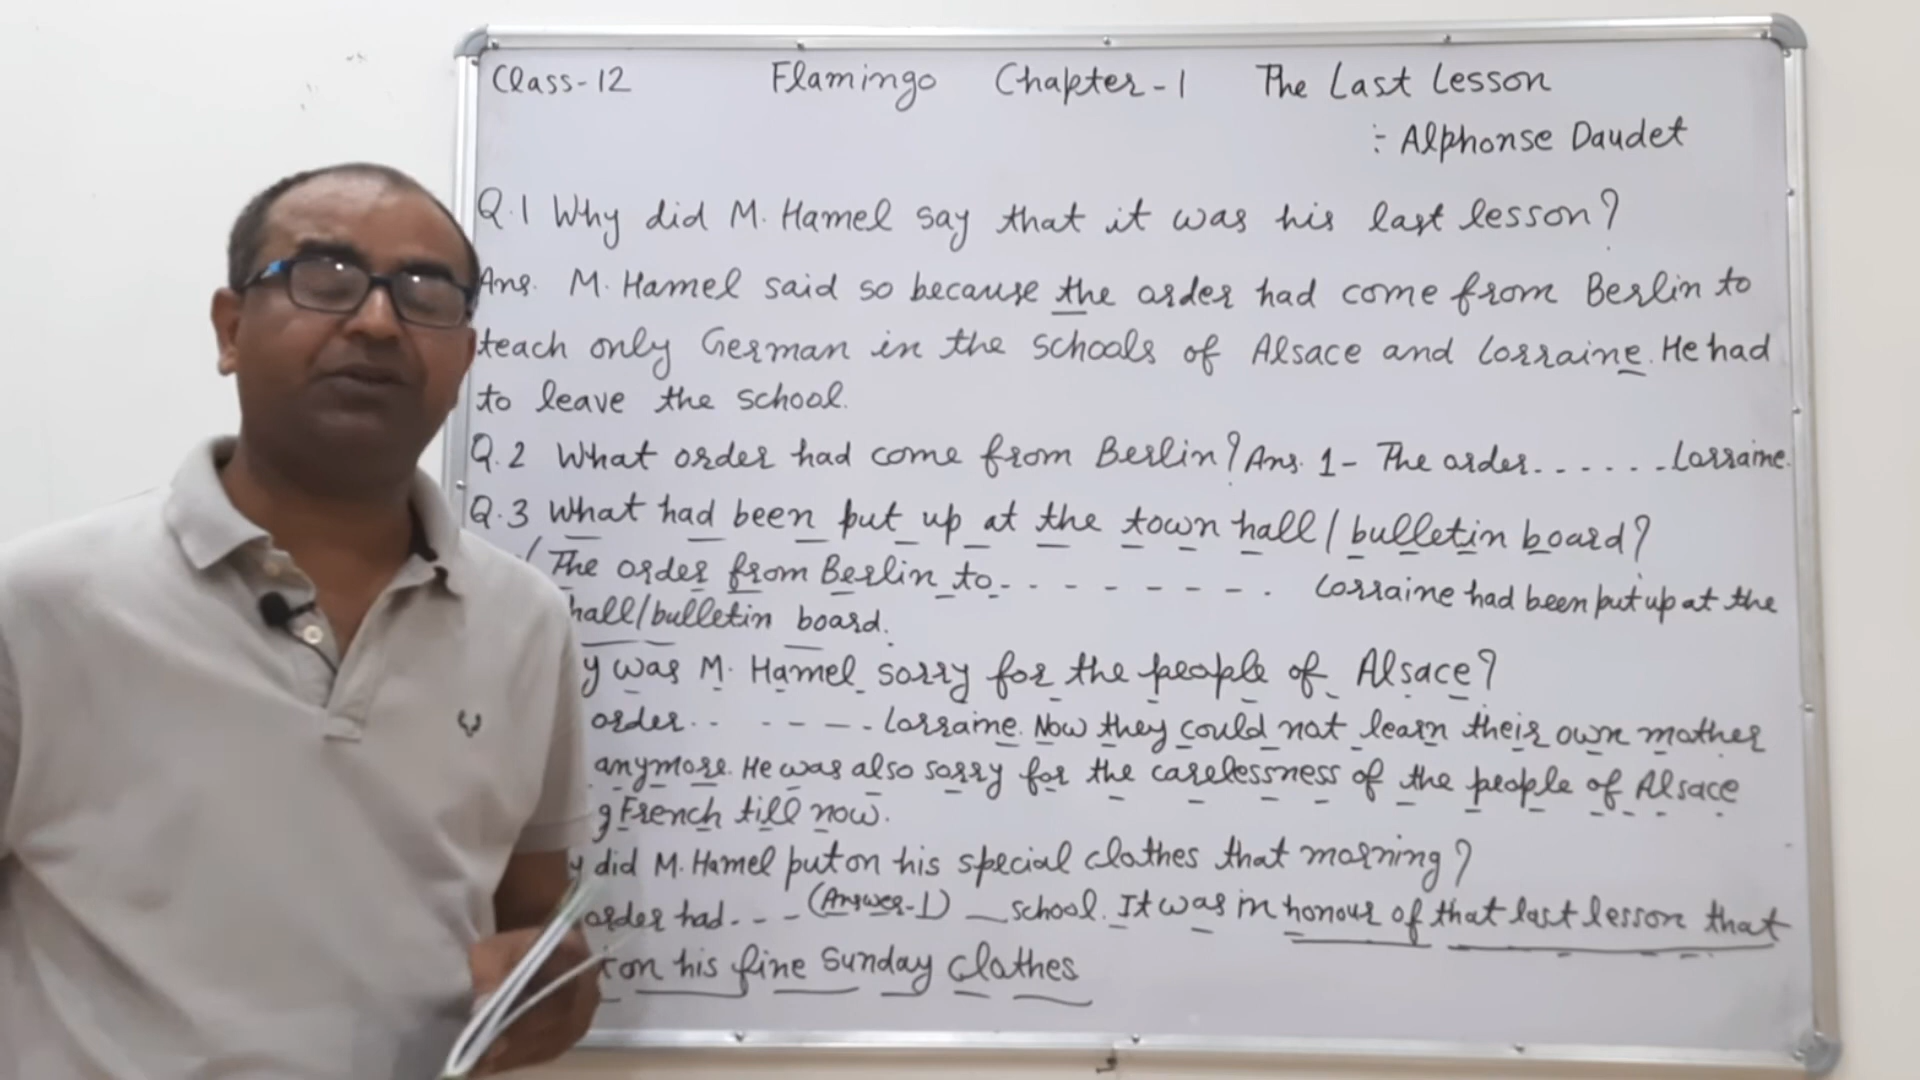 Class-12 Flamingo Chapter-1 The Last Lesson
:- Alphonse Daudet
Q.1 Why did M. Hamel say that it was his last lesson?
Ans. M. Hamel said so because the order had come from Berlin to
teach only German in the schools of Alsace and Lorraine. He had
to leave the school.
Q.2 What order had come from Berlin? Ans. 1- The order.......Lorraine.
Q.3 What had been put up at the town hall/bulletin board?
The order from Berlin to- - - - - - - - - . Lorraine had been put up at the
hall/bulletin board.
y was M. Hamel sorry for the people of Alsace?
order.. - - - - . Lorraine. Now they could not learn their own mother
anymore. He was also sorry for the carelessness of the people of Alsace
g French till now.
y did M. Hamel put on his special clothes that morning?
order had. - - (Answer-1) _ school. It was in honour of that last lesson that
on his fine Sunday clothes